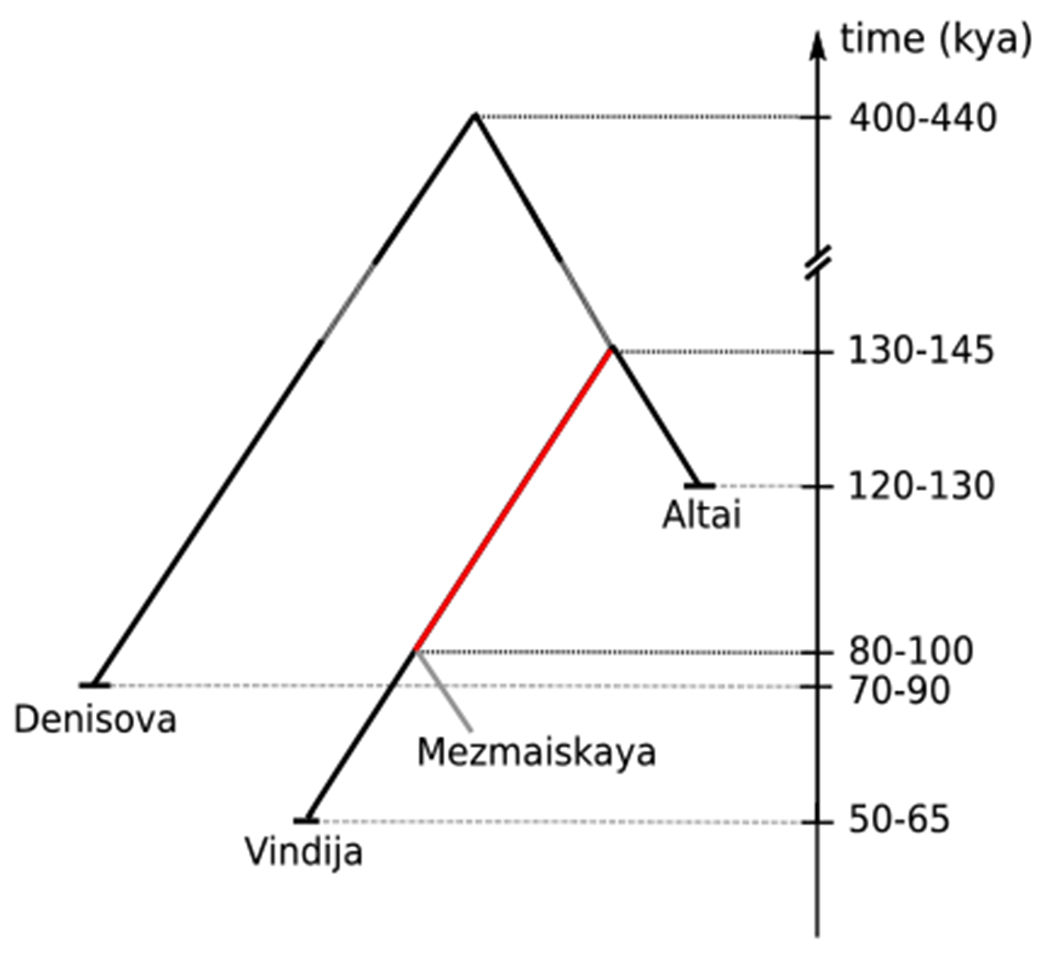 time (kya)
400-440
130-145
120-130
Altai
80-100
70-90
Denisova
Mezmaiskaya
50-65
Vindija